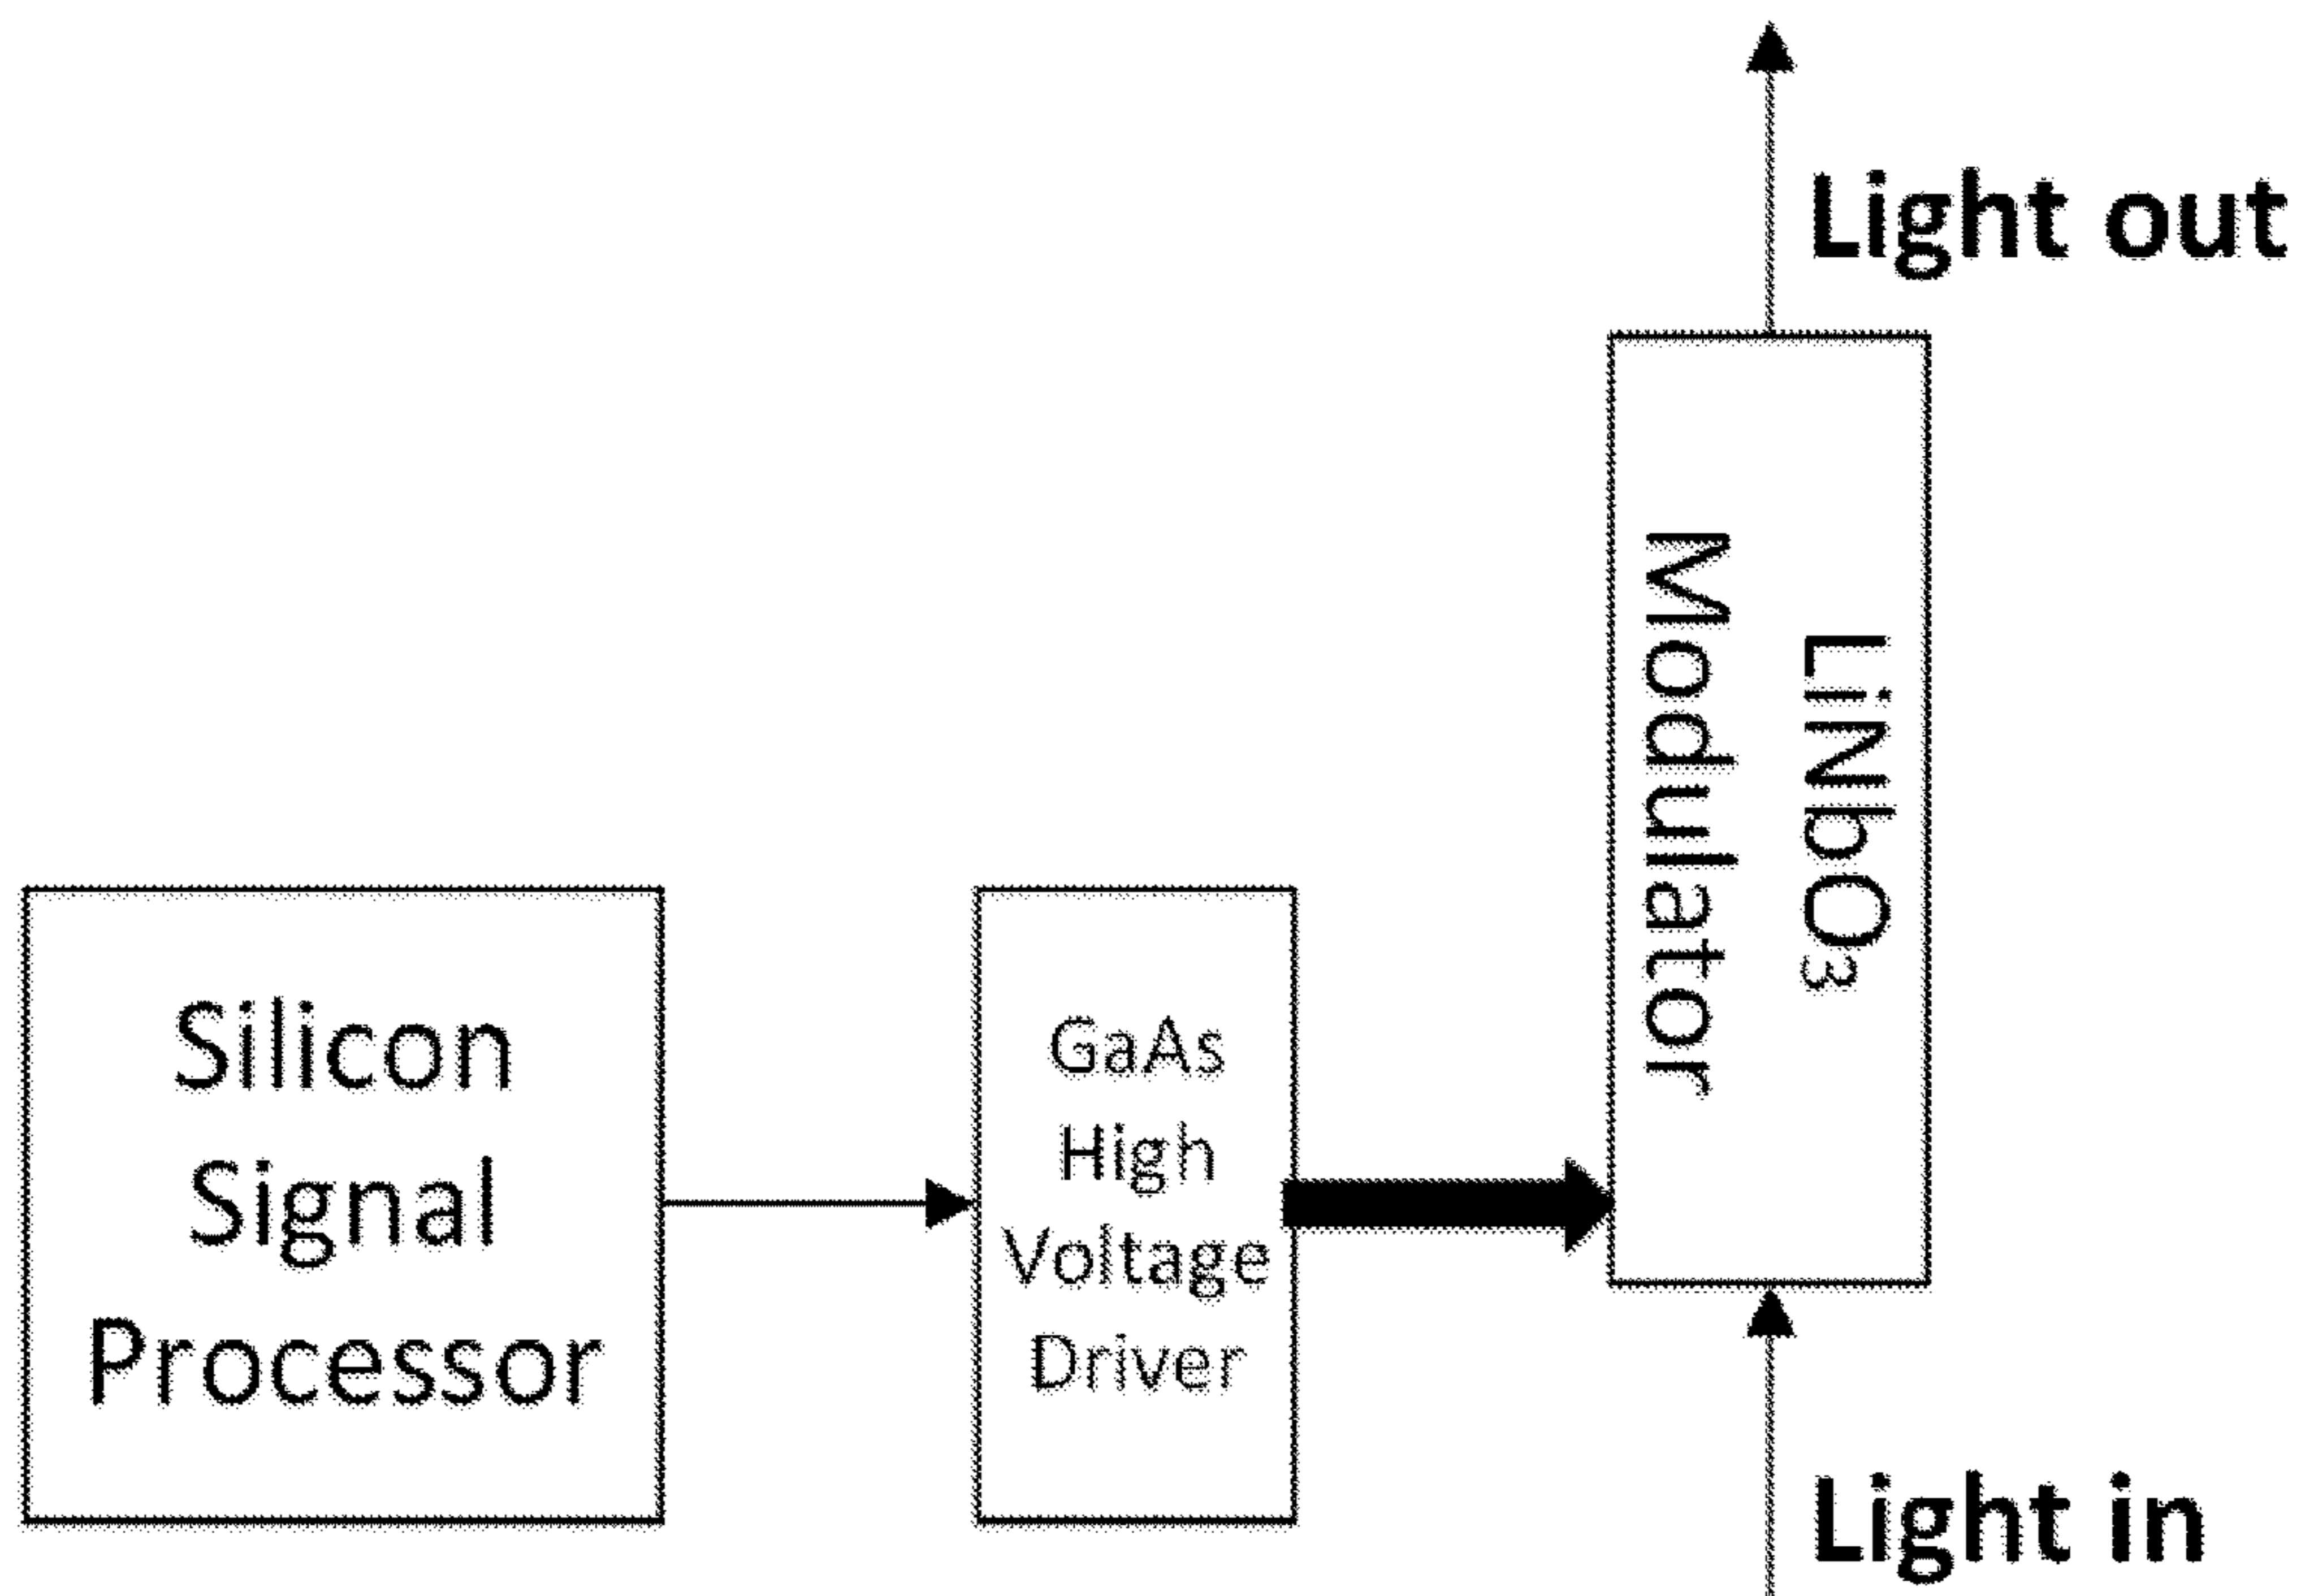 Light out
LiNbO₃
Modulator
Silicon
Signal
Processor
GaAs
High
Voltage
Driver
Light in